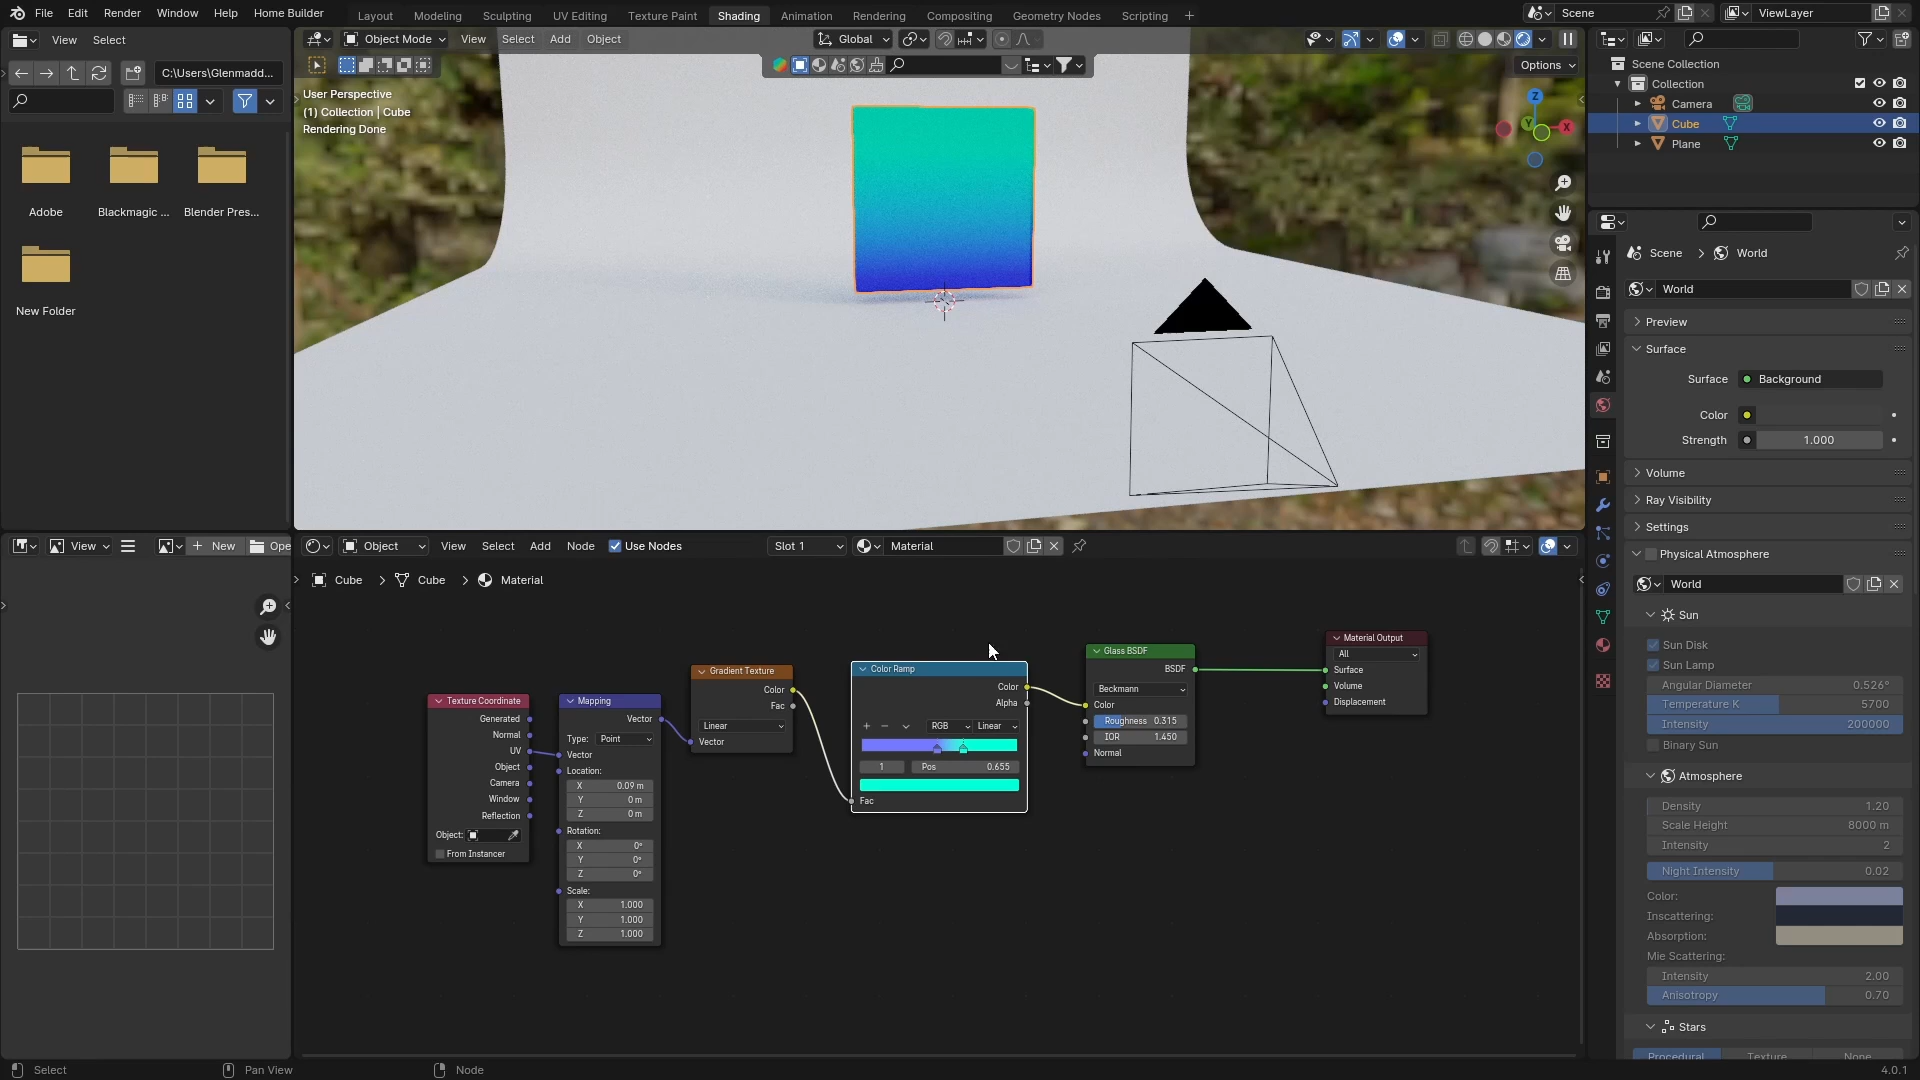 File Edit Render Window Help Home Builder Layout Modeling Sculpting UV Editing Texture Paint Shading Animation Rendering Compositing Geometry Nodes Scripting + Scene ViewLayer
View Select
Object Mode View Select Add Object Global
C:\Users\Glenmadd...
Options
Adobe
Blackmagic ...
Blender Pres...
New Folder
User Perspective
(1) Collection | Cube
Rendering Done
Z
Y
X
Scene Collection
Collection
Camera
Cube
Plane
Scene > World
World
Preview
Surface
Surface Background
Color
Strength 1.000
Volume
Ray Visibility
Settings
Physical Atmosphere
World
Sun
Sun Disk
Sun Lamp
Angular Diameter 0.526°
Temperature K 5700
Intensity 200000
Binary Sun
Atmosphere
Density 1.20
Scale Height 8000 m
Intensity 2
Night Intensity 0.02
Color:
Inscattering:
Absorption:
Mie Scattering:
Intensity 2.00
Anisotropy 0.70
Stars
Procedural Texture None
View + New Ope
Object View Select Add Node Use Nodes Slot 1 Material
Cube > Cube > Material
Texture Coordinate
Generated
Normal
UV
Object
Camera
Window
Reflection
Object:
From Instancer
Mapping
Vector
Type: Point
Vector
Location:
X 0.09 m
Y 0 m
Z 0 m
Rotation:
X 0°
Y 0°
Z 0°
Scale:
X 1.000
Y 1.000
Z 1.000
Gradient Texture
Color
Fac
Linear
Vector
Color Ramp
Color
Alpha
+ − RGB Linear
1 Pos 0.655
Fac
Glass BSDF
BSDF
Beckmann
Color
Roughness 0.315
IOR 1.450
Normal
Material Output
All
Surface
Volume
Displacement
Select Pan View Node 4.0.1